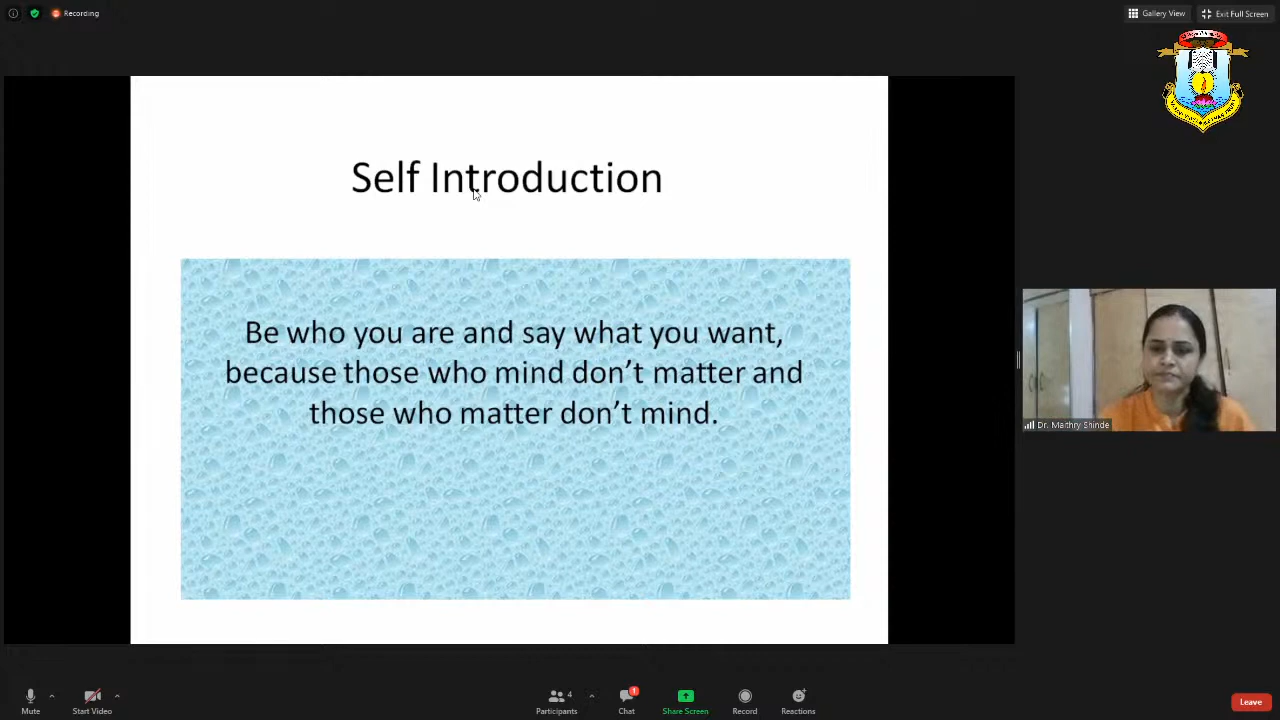 Recording
Gallery View
Exit Full Screen
Self Introduction
Be who you are and say what you want,
because those who mind don’t matter and
those who matter don’t mind.
Dr. Maithry Shinde
Mute
Start Video
Participants
4
Chat
1
Share Screen
Record
Reactions
Leave